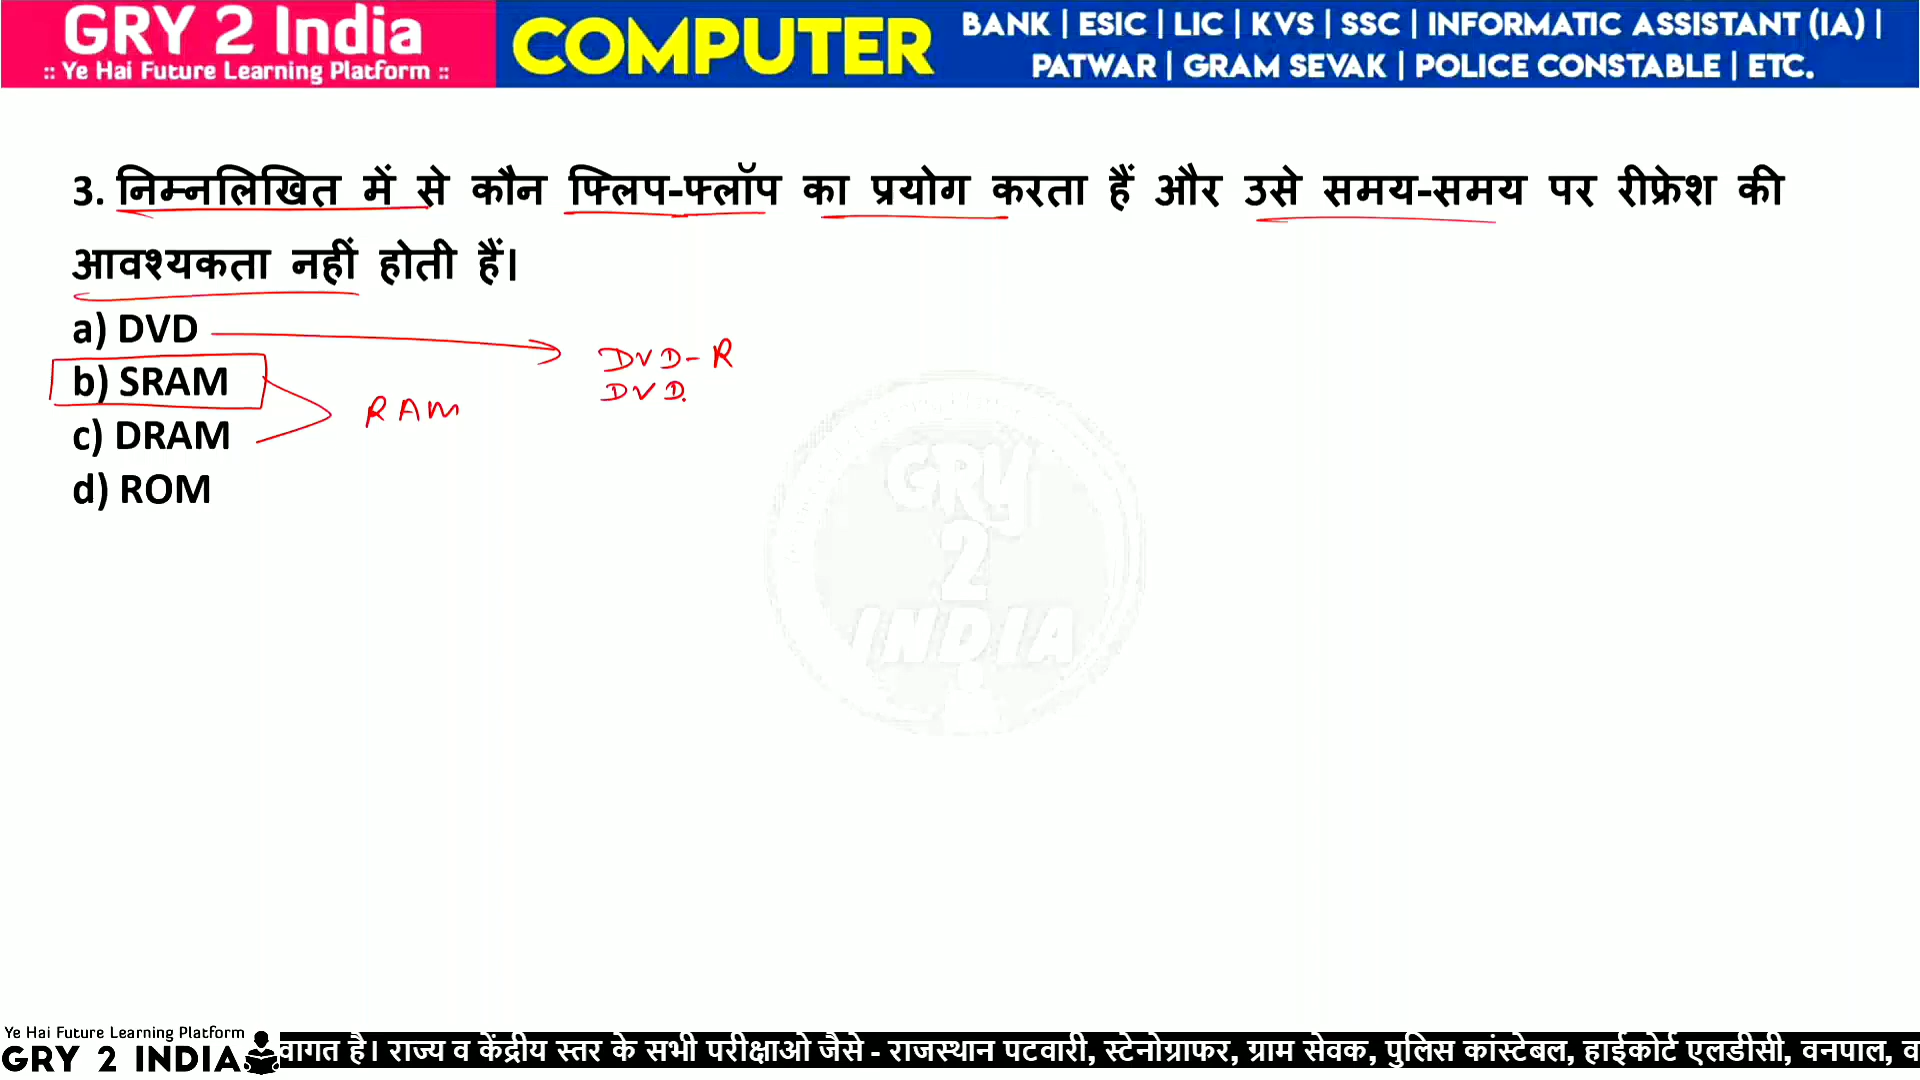 GRY 2 India
:: Ye Hai Future Learning Platform ::
COMPUTER
BANK | ESIC | LIC | KVS | SSC | INFORMATIC ASSISTANT (IA) |
PATWAR | GRAM SEVAK | POLICE CONSTABLE | ETC.
3. निम्नलिखित में से कौन फ्लिप-फ्लॉप का प्रयोग करता हैं और उसे समय-समय पर रीफ्रेश की
आवश्यकता नहीं होती हैं।
a) DVD
DVD-R
b) SRAM
DVD
RAM
c) DRAM
d) ROM
GRY
2
INDIA
Ye Hai Future Learning Platform
GRY 2 INDIA
वागत है। राज्य व केंद्रीय स्तर के सभी परीक्षाओ जैसे - राजस्थान पटवारी, स्टेनोग्राफर, ग्राम सेवक, पुलिस कांस्टेबल, हाईकोर्ट एलडीसी, वनपाल, व